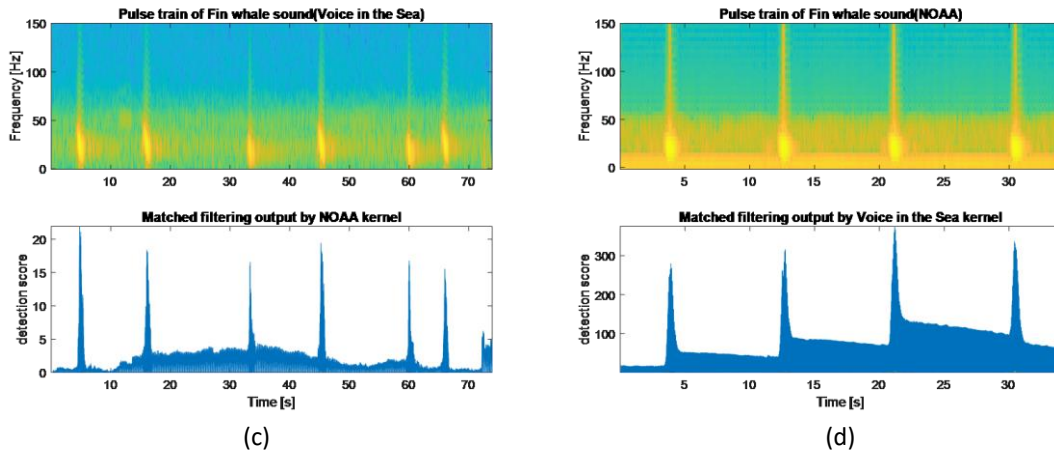 Pulse train of Fin whale sound(Voice in the Sea)
Frequency [Hz]
150
100
50
0
10 20 30 40 50 60 70
Matched filtering output by NOAA kernel
detection score
20
15
10
5
0
10 20 30 40 50 60 70
Time [s]
(c)
Pulse train of Fin whale sound(NOAA)
Frequency [Hz]
150
100
50
0
5 10 15 20 25 30
Matched filtering output by Voice in the Sea kernel
detection score
300
200
100
5 10 15 20 25 30
Time [s]
(d)